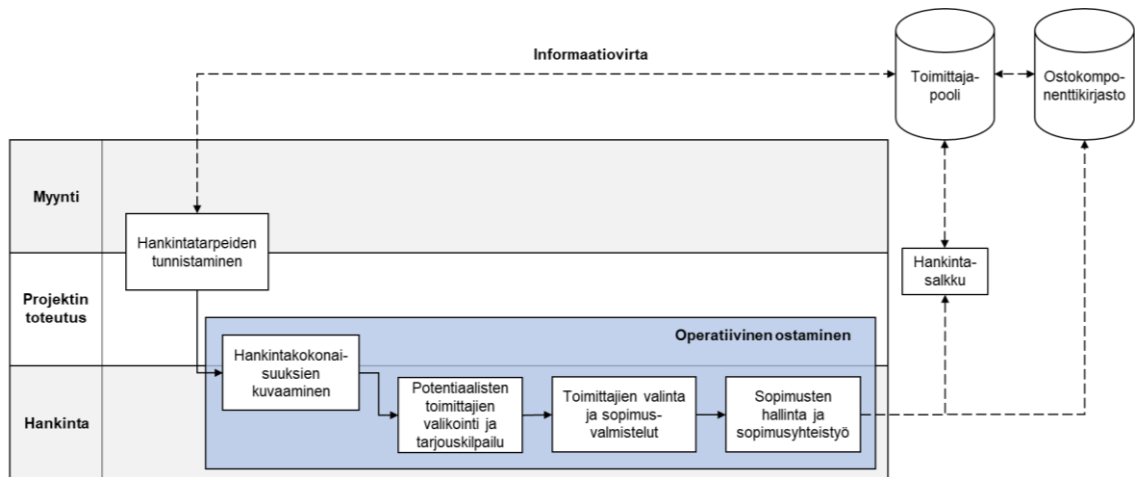 Informaatiovirta
Toimittaja-
pooli
Ostokompo-
nenttikirjasto
Myynti
Hankintatarpeiden
tunnistaminen
Hankinta-
salkku
Projektin
toteutus
Operatiivinen ostaminen
Hankintakokonai-
suuksien
kuvaaminen
Hankinta
Potentiaalisten
toimittajien
valikointi ja
tarjouskilpailu
Toimittajien valinta
ja sopimus-
valmistelut
Sopimusten
hallinta ja
sopimusyhteistyö